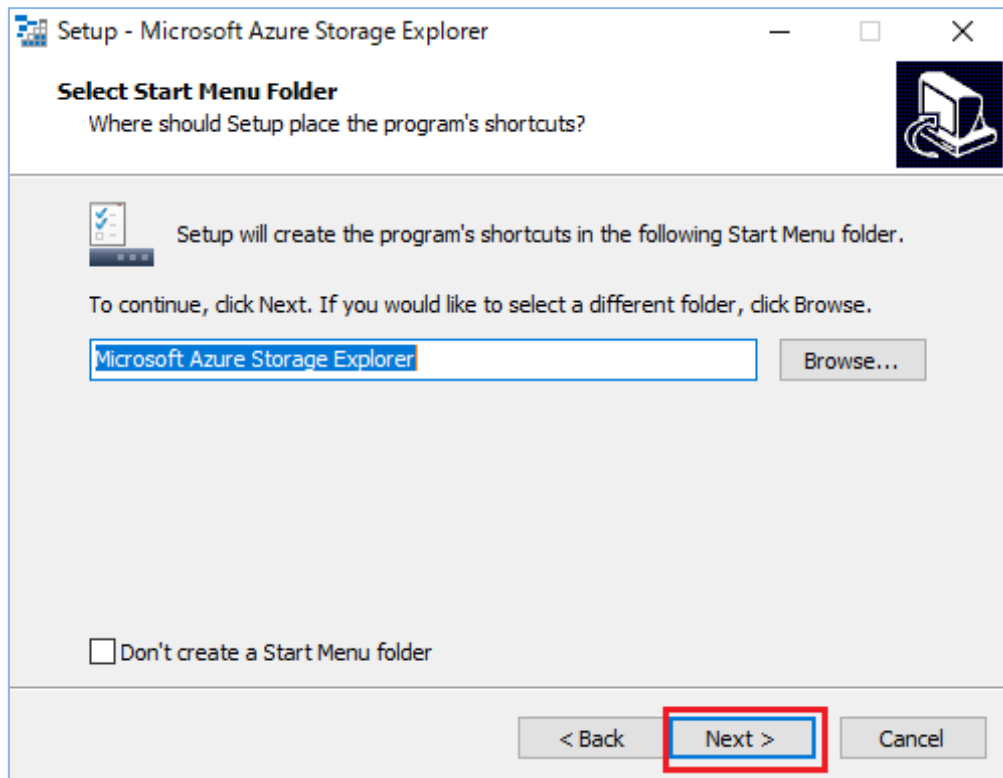 Setup - Microsoft Azure Storage Explorer
Select Start Menu Folder
Where should Setup place the program's shortcuts?
Setup will create the program's shortcuts in the following Start Menu folder.
To continue, click Next. If you would like to select a different folder, click Browse.
Microsoft Azure Storage Explorer
Browse...
Don't create a Start Menu folder
< Back
Next >
Cancel